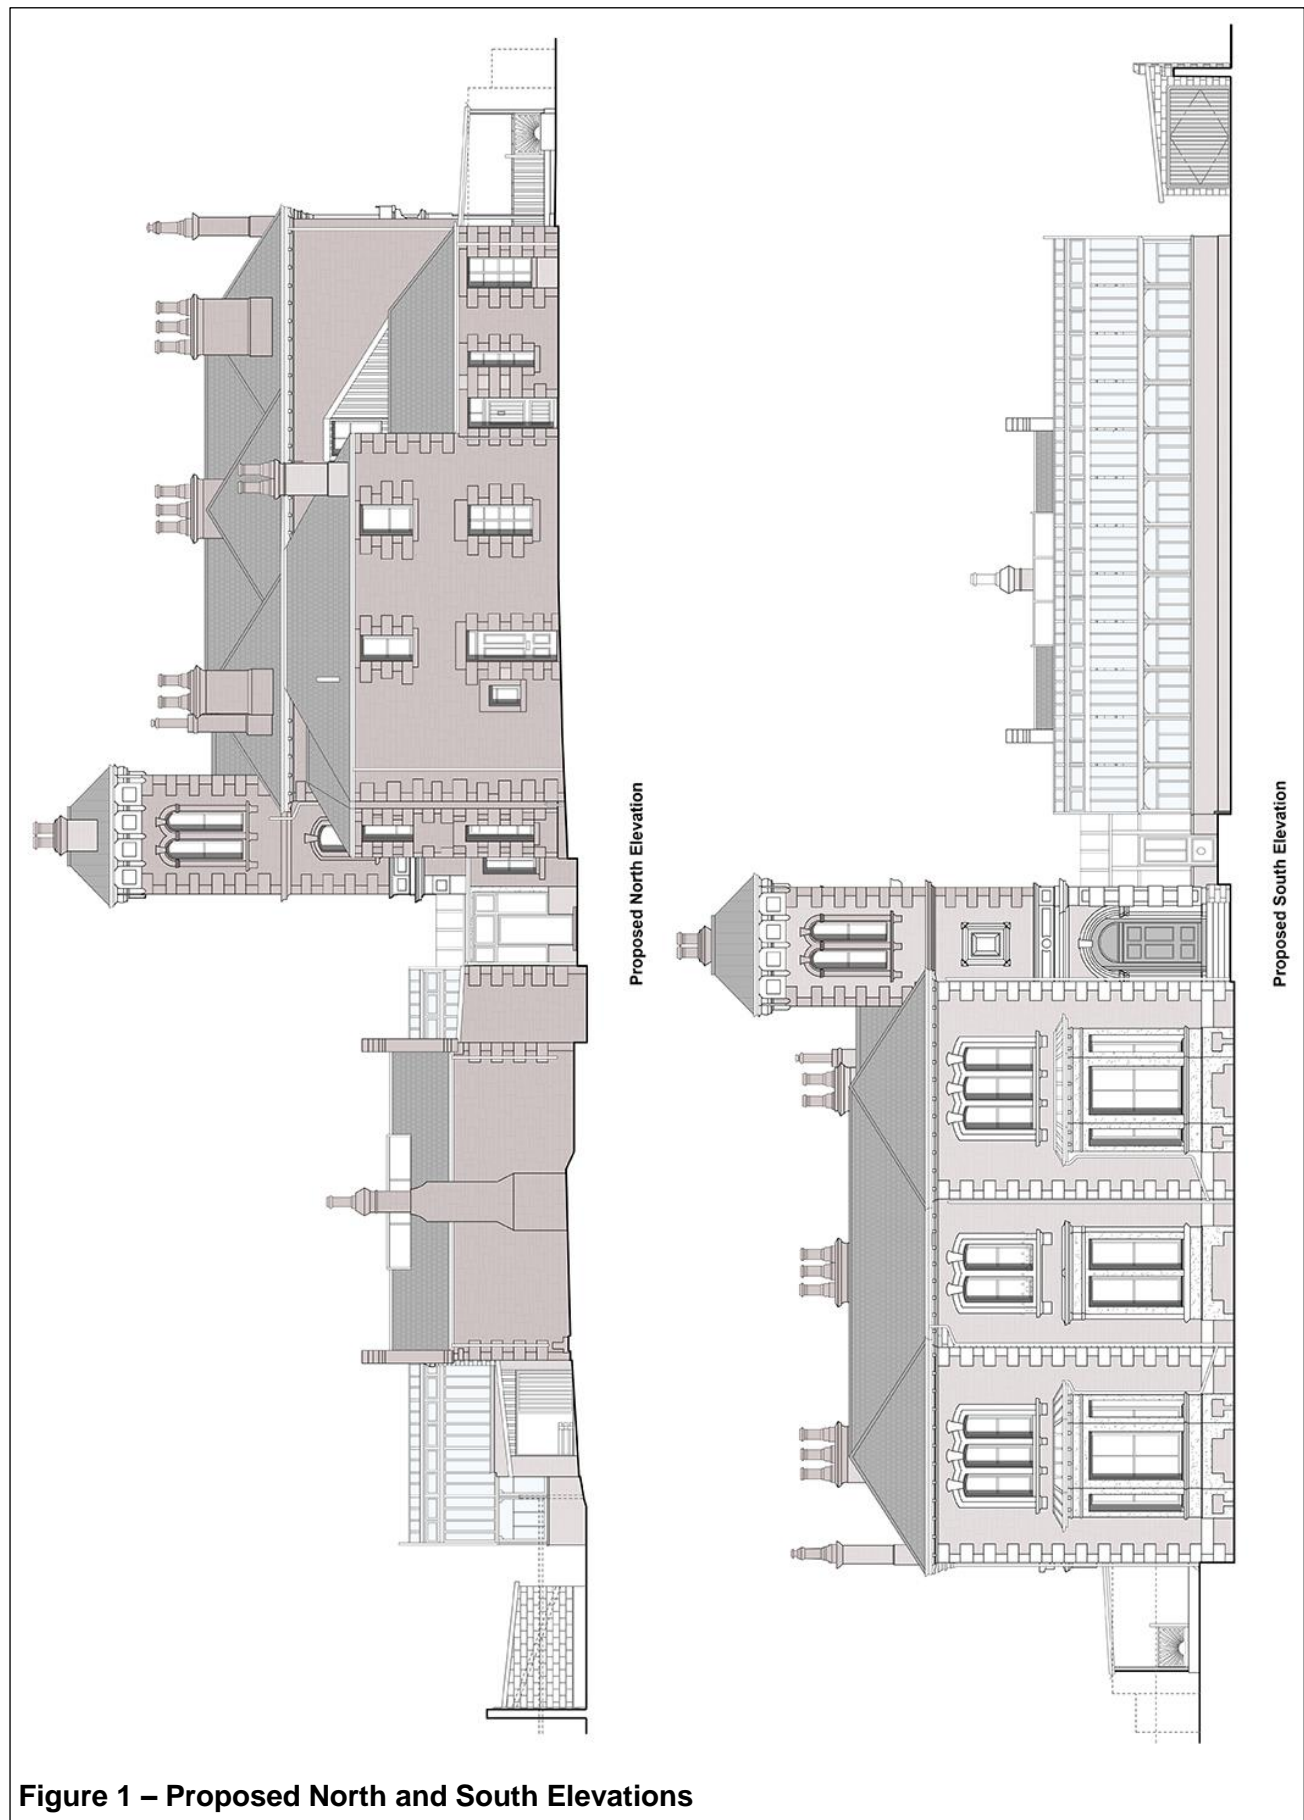 Proposed North Elevation
Proposed South Elevation
Figure 1 – Proposed North and South Elevations